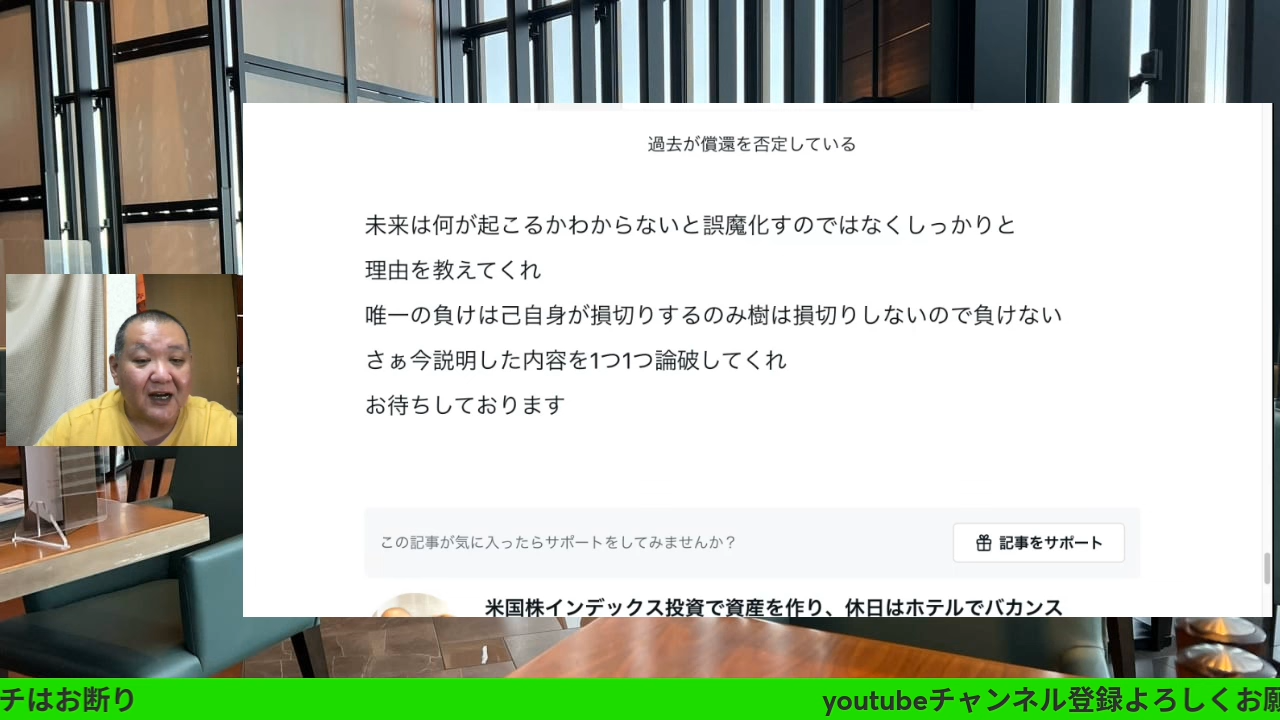 過去が償還を否定している
未来は何が起こるかわからないと誤魔化すのではなくしっかりと
理由を教えてくれ
唯一の負けは己自身が損切りするのみ樹は損切りしないので負けない
さぁ今説明した内容を1つ1つ論破してくれ
お待ちしております
この記事が気に入ったらサポートをしてみませんか？
記事をサポート
米国株インデックス投資で資産を作り、休日はホテルでバカンス
チはお断り
youtubeチャンネル登録よろしくお願